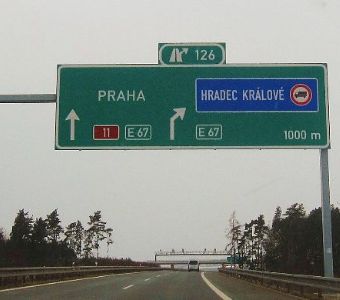 126
PRAHA
HRADEC KRÁLOVÉ
11 E 67
E 67
1000 m